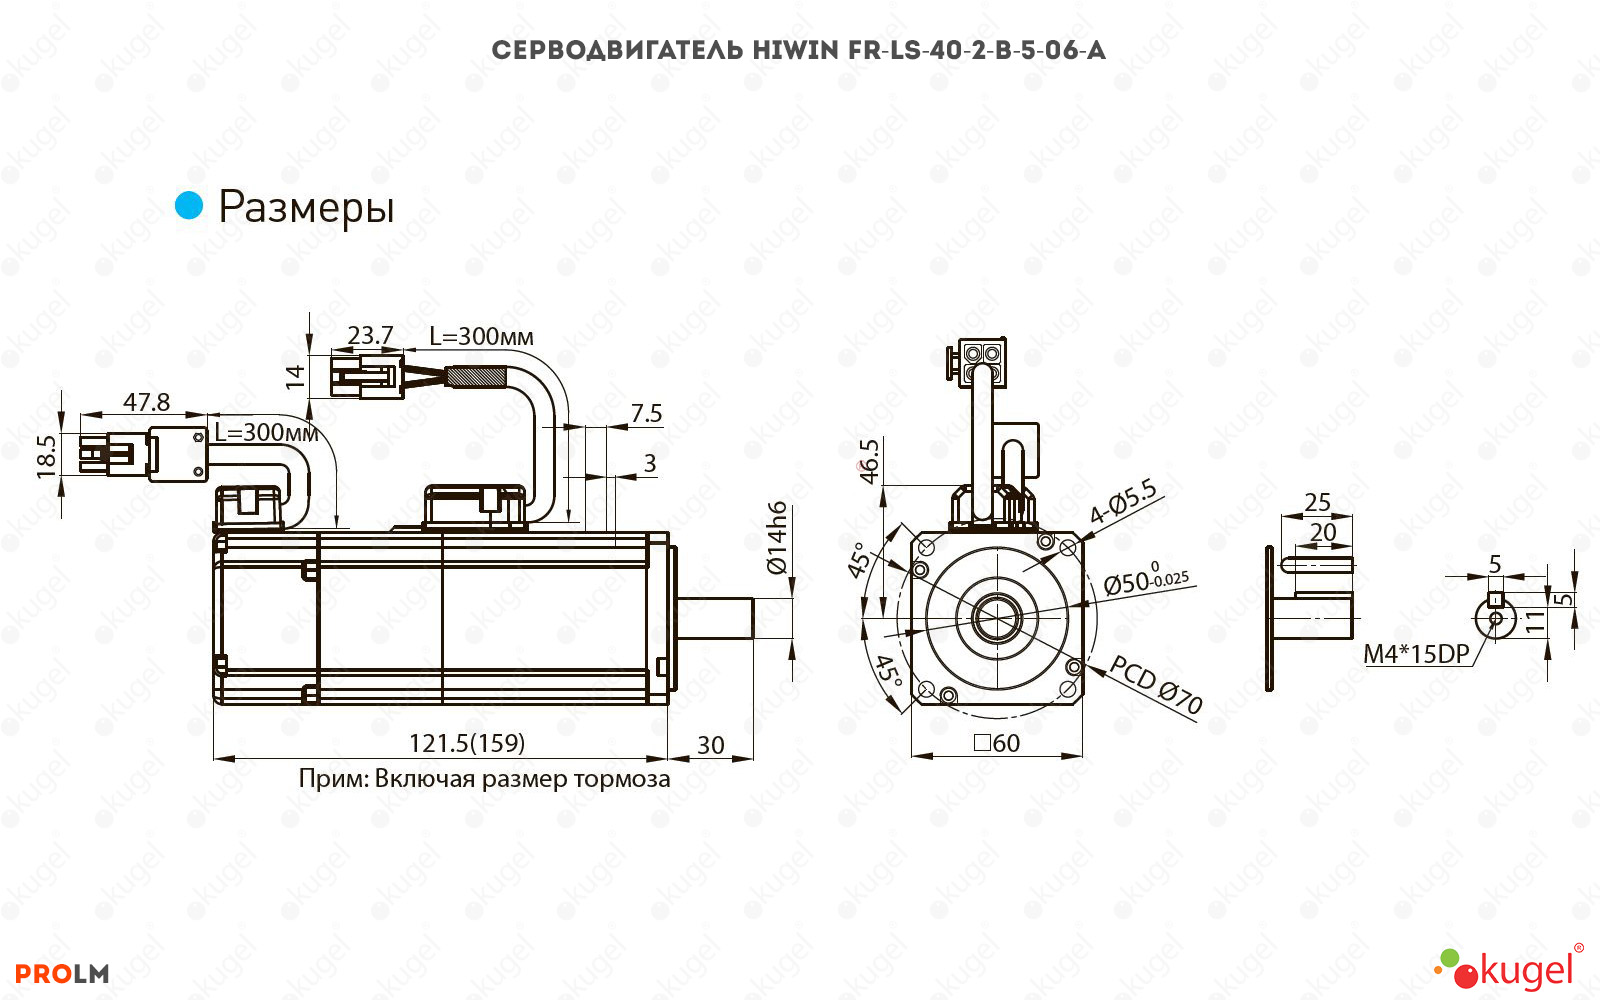 СЕРВОДВИГАТЕЛЬ HIWIN FR-LS-40-2-B-5-06-A
Размеры
23.7
L=300мм
14
47.8
L=300мм
18.5
7.5
3
Ø14h6
121.5(159)
30
Прим: Включая размер тормоза
46.5
4-Ø5.5
45°
Ø50 0 -0.025
45°
PCD Ø70
□60
25
20
5
5
11
M4*15DP
PROLM
kugel®